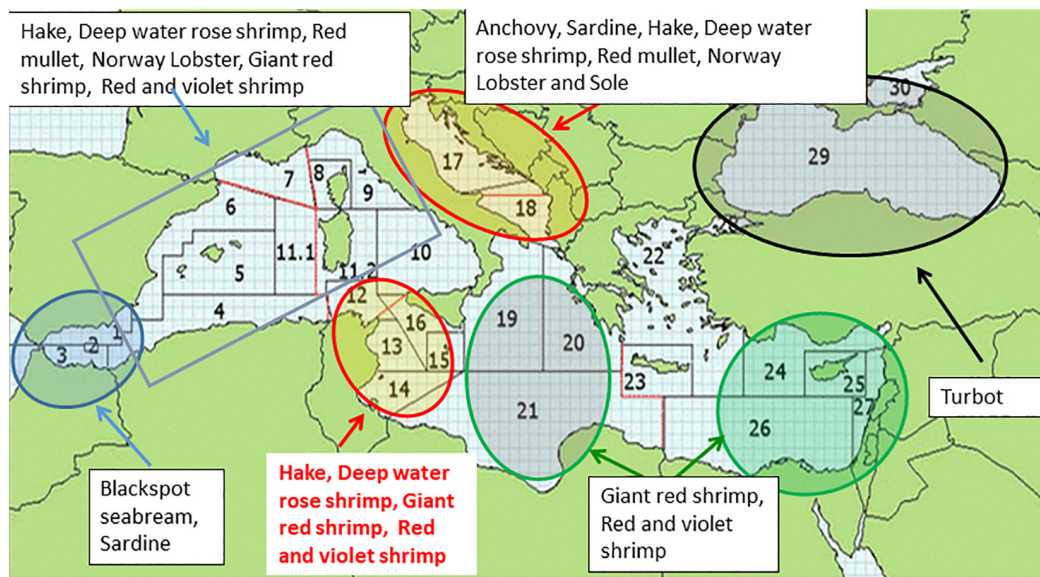 Hake, Deep water rose shrimp, Red
mullet, Norway Lobster, Giant red
shrimp, Red and violet shrimp
Anchovy, Sardine, Hake, Deep water
rose shrimp, Red mullet, Norway
Lobster and Sole
30
29
17
18
7
8
9
6
5
11.1
11.2
10
4
22
1
2
3
12
16
13
15
14
19
20
21
23
24
25
27
26
Turbot
Blackspot
seabream,
Sardine
Hake, Deep water
rose shrimp, Giant
red shrimp, Red
and violet shrimp
Giant red shrimp,
Red and violet
shrimp